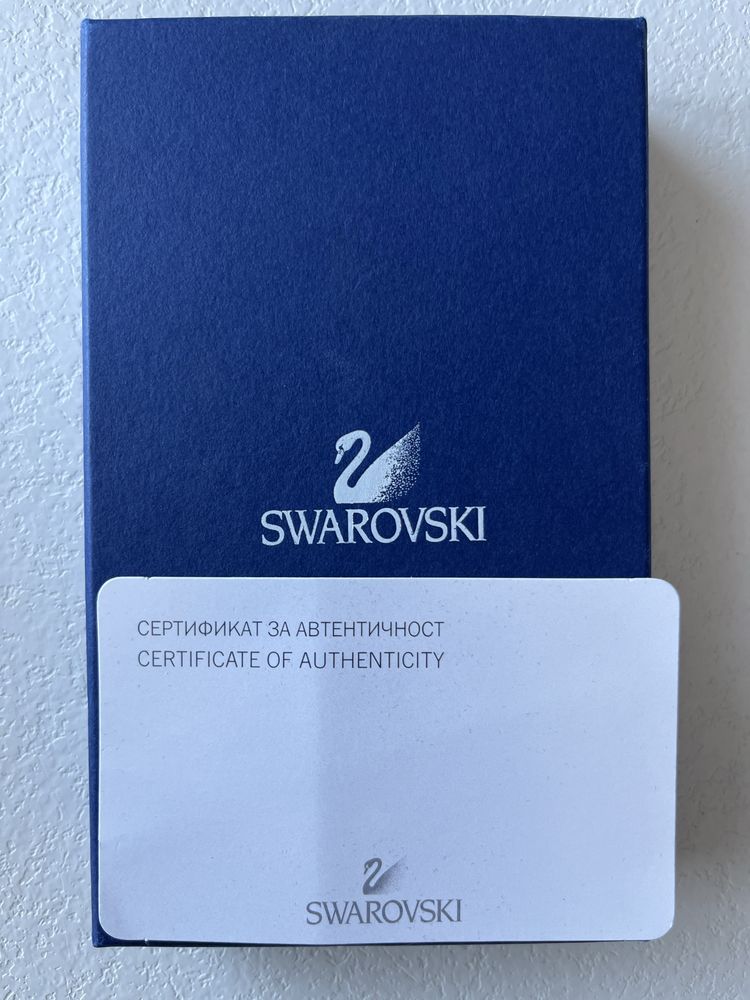 SWAROVSKI
СЕРТИФИКАТ ЗА АВТЕНТИЧНОСТ
CERTIFICATE OF AUTHENTICITY
SWAROVSKI